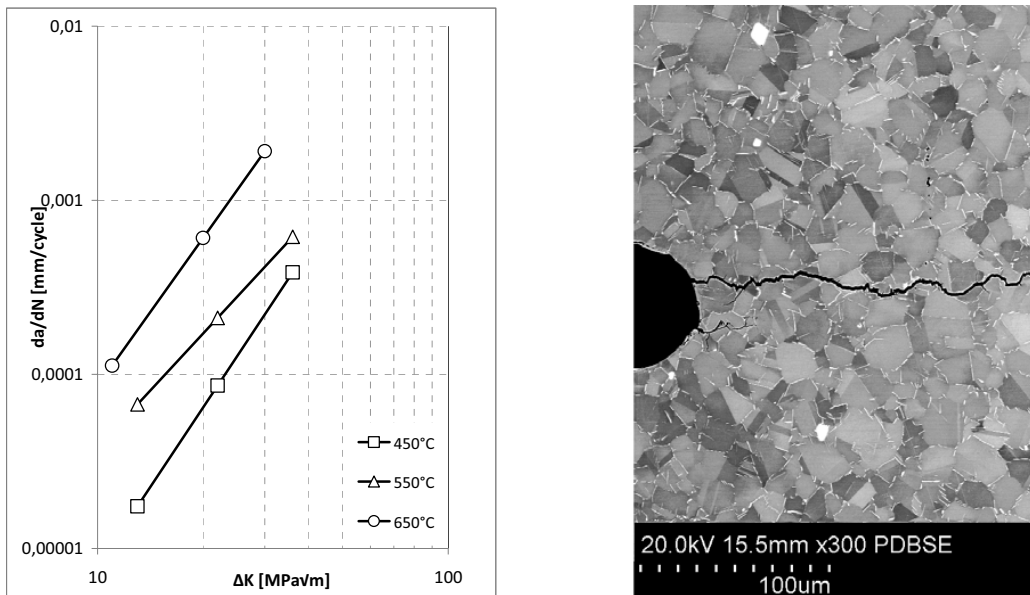 0,01
0,001
0,0001
0,00001
da/dN [mm/cycle]
450°C
550°C
650°C
10
ΔK [MPa√m]
100
20.0kV 15.5mm x300 PDBSE
100um